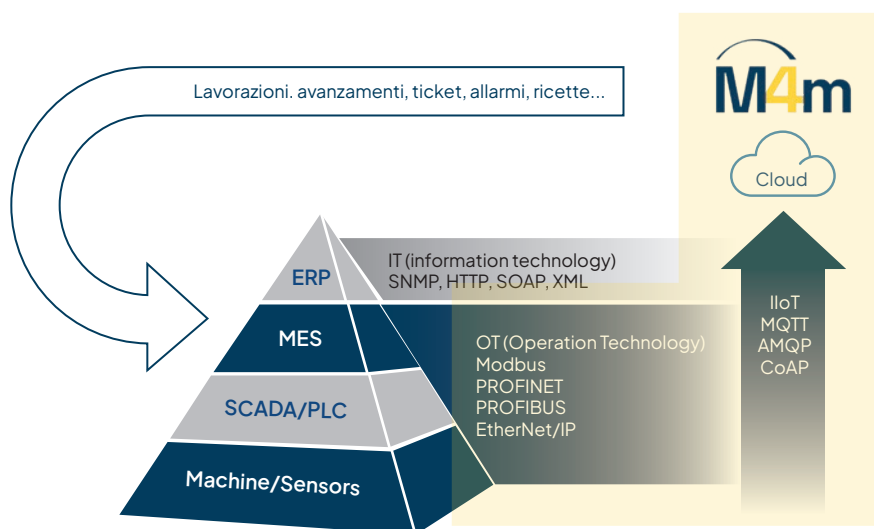 Lavorazioni. avanzamenti, ticket, allarmi, ricette...
M4m
Cloud
ERP
IT (information technology)
SNMP, HTTP, SOAP, XML
MES
OT (Operation Technology)
Modbus
PROFINET
PROFIBUS
EtherNet/IP
IIoT
MQTT
AMQP
CoAP
SCADA/PLC
Machine/Sensors